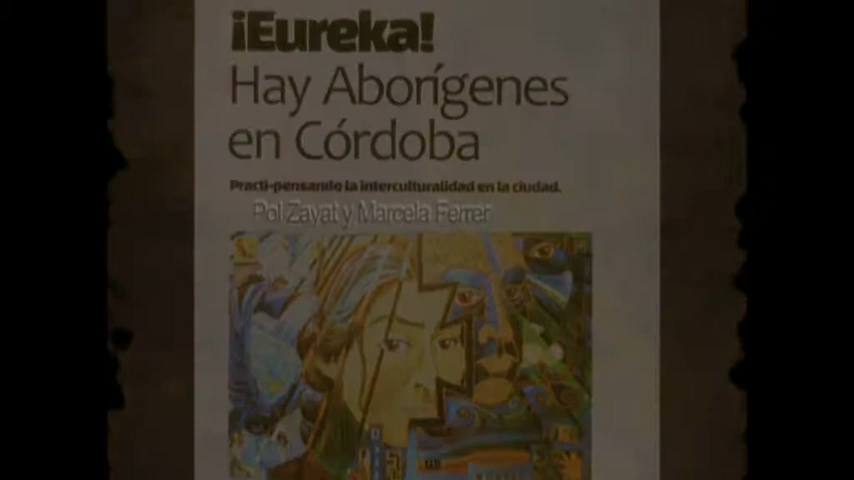 ¡Eureka!
Hay Aborígenes
en Córdoba
Practi-pensando la interculturalidad en la ciudad.
Pol Zayat y Marcela Ferrer